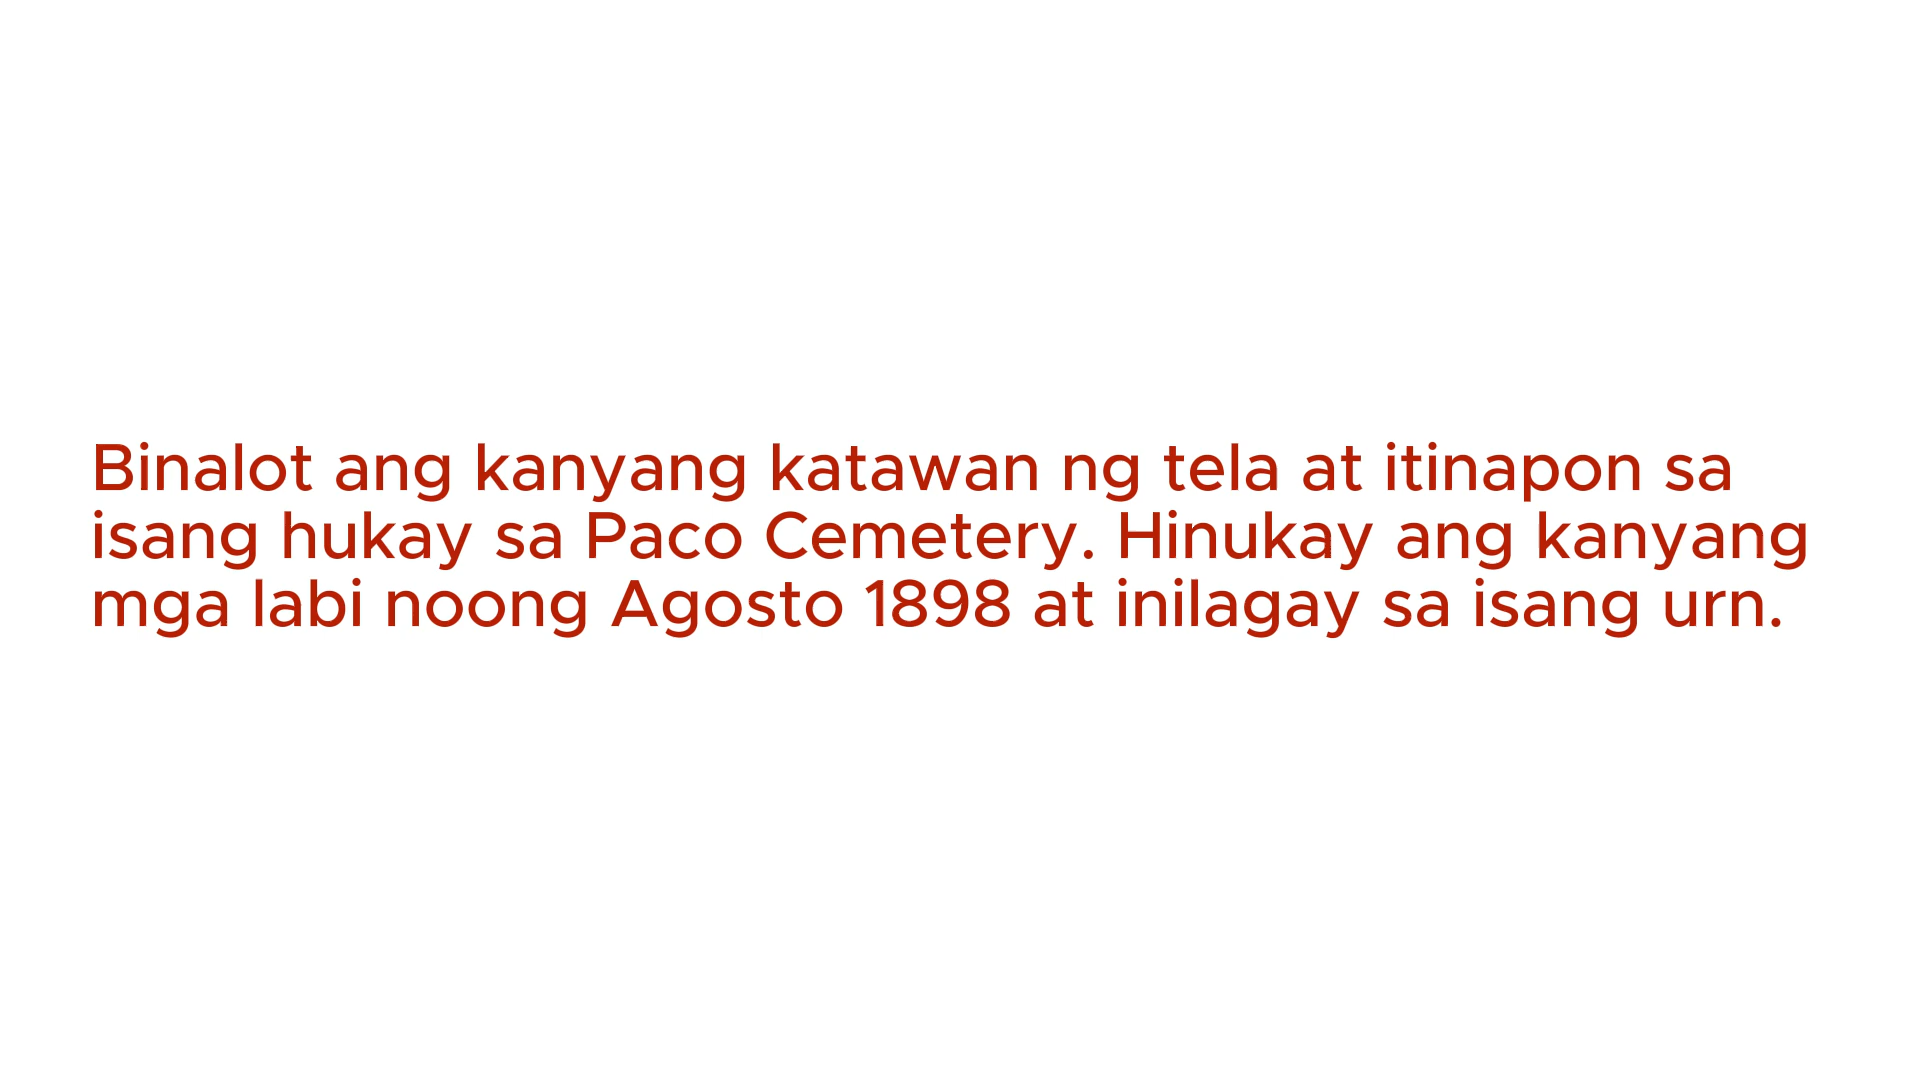 Binalot ang kanyang katawan ng tela at itinapon sa
isang hukay sa Paco Cemetery. Hinukay ang kanyang
mga labi noong Agosto 1898 at inilagay sa isang urn.